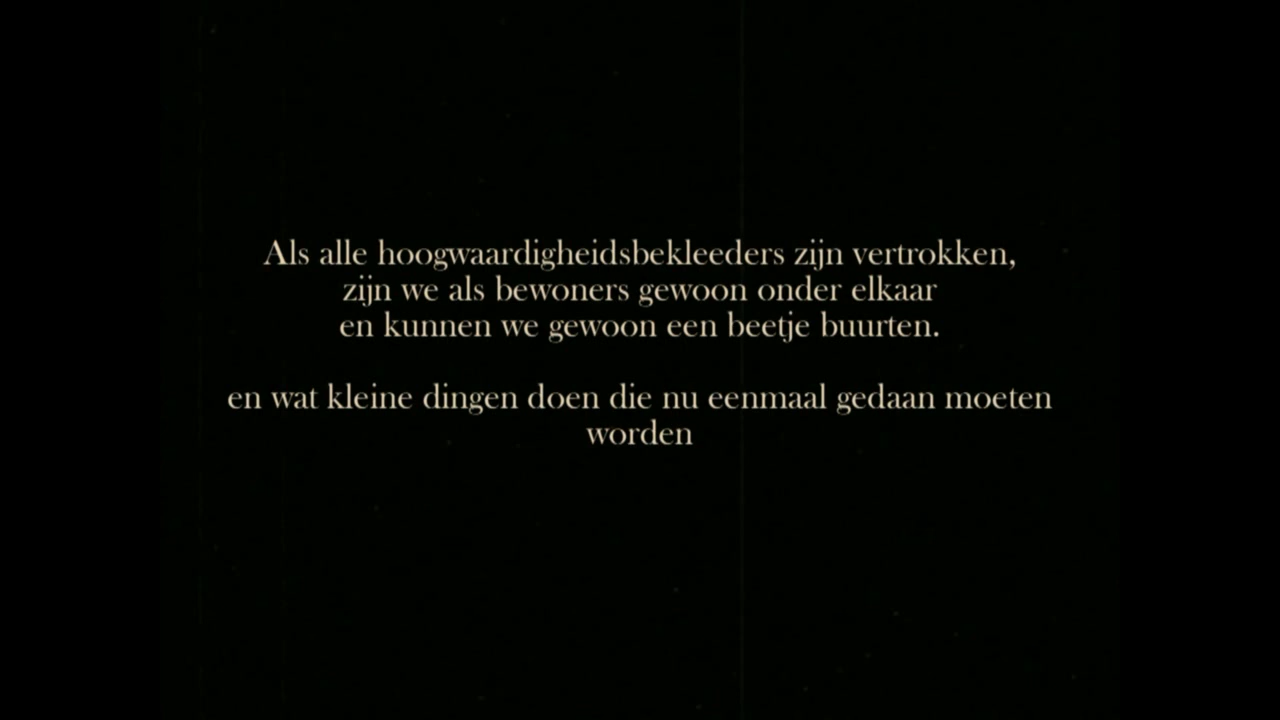 Als alle hoogwaardigheidsbekleeders zijn vertrokken,
zijn we als bewoners gewoon onder elkaar
en kunnen we gewoon een beetje buurten.
en wat kleine dingen doen die nu eenmaal gedaan moeten
worden